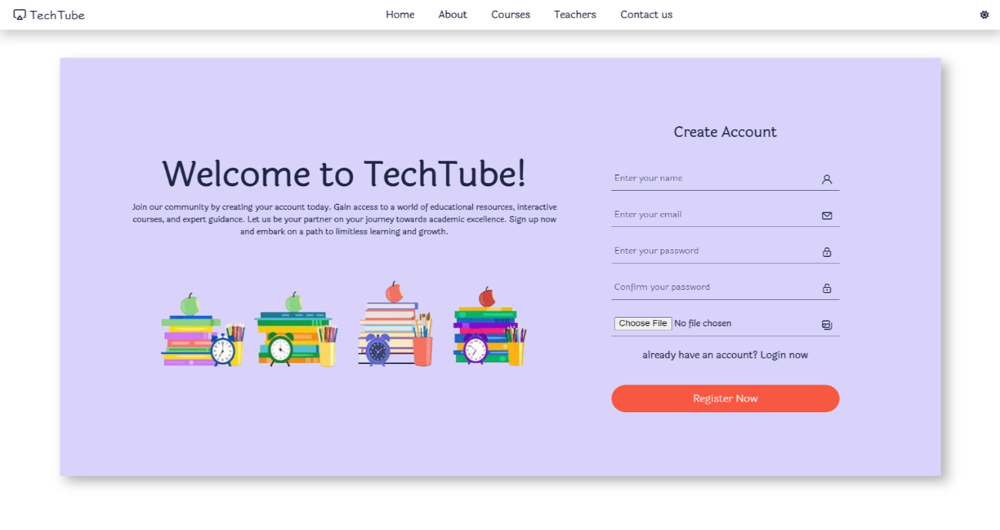 TechTube
Home About Courses Teachers Contact us
Welcome to TechTube!
Join our community by creating your account today. Gain access to a world of educational resources, interactive
courses, and expert guidance. Let us be your partner on your journey towards academic excellence. Sign up now
and embark on a path to limitless learning and growth.
Create Account
Enter your name
Enter your email
Enter your password
Confirm your password
Choose File No file chosen
already have an account? Login now
Register Now